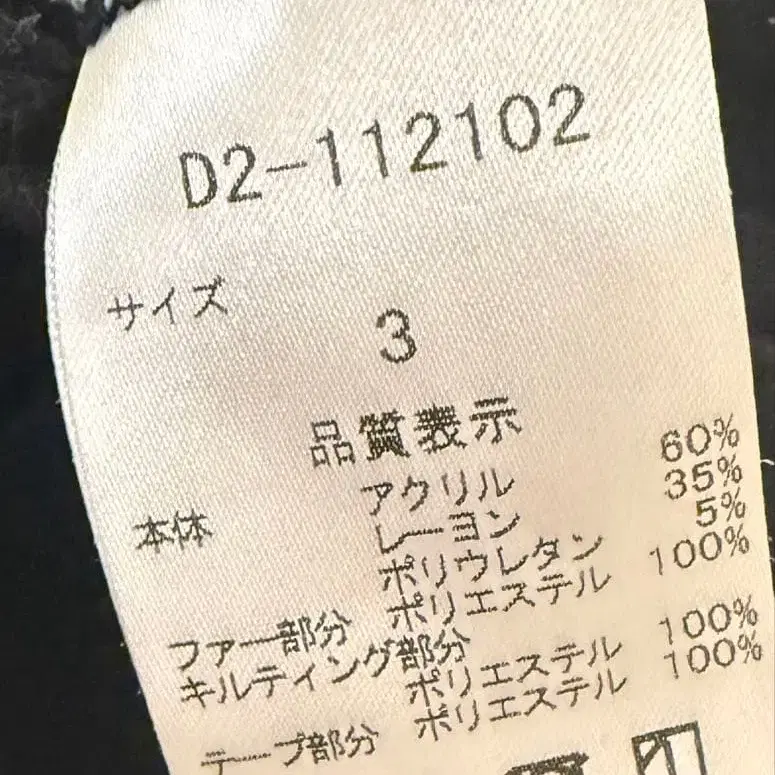 D2-112102
サイズ
3
品質表示
本体 アクリル 60%
レーヨン 35%
ポリウレタン 5%
ファー部分 ポリエステル 100%
キルティング部分
ポリエステル 100%
テープ部分 ポリエステル 100%